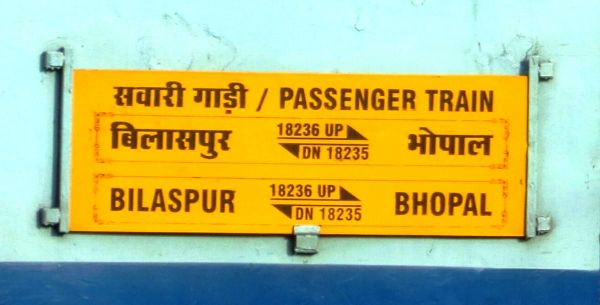 सवारी गाड़ी / PASSENGER TRAIN
बिलासपुर 18236 UP भोपाल
DN 18235
BILASPUR 18236 UP BHOPAL
DN 18235